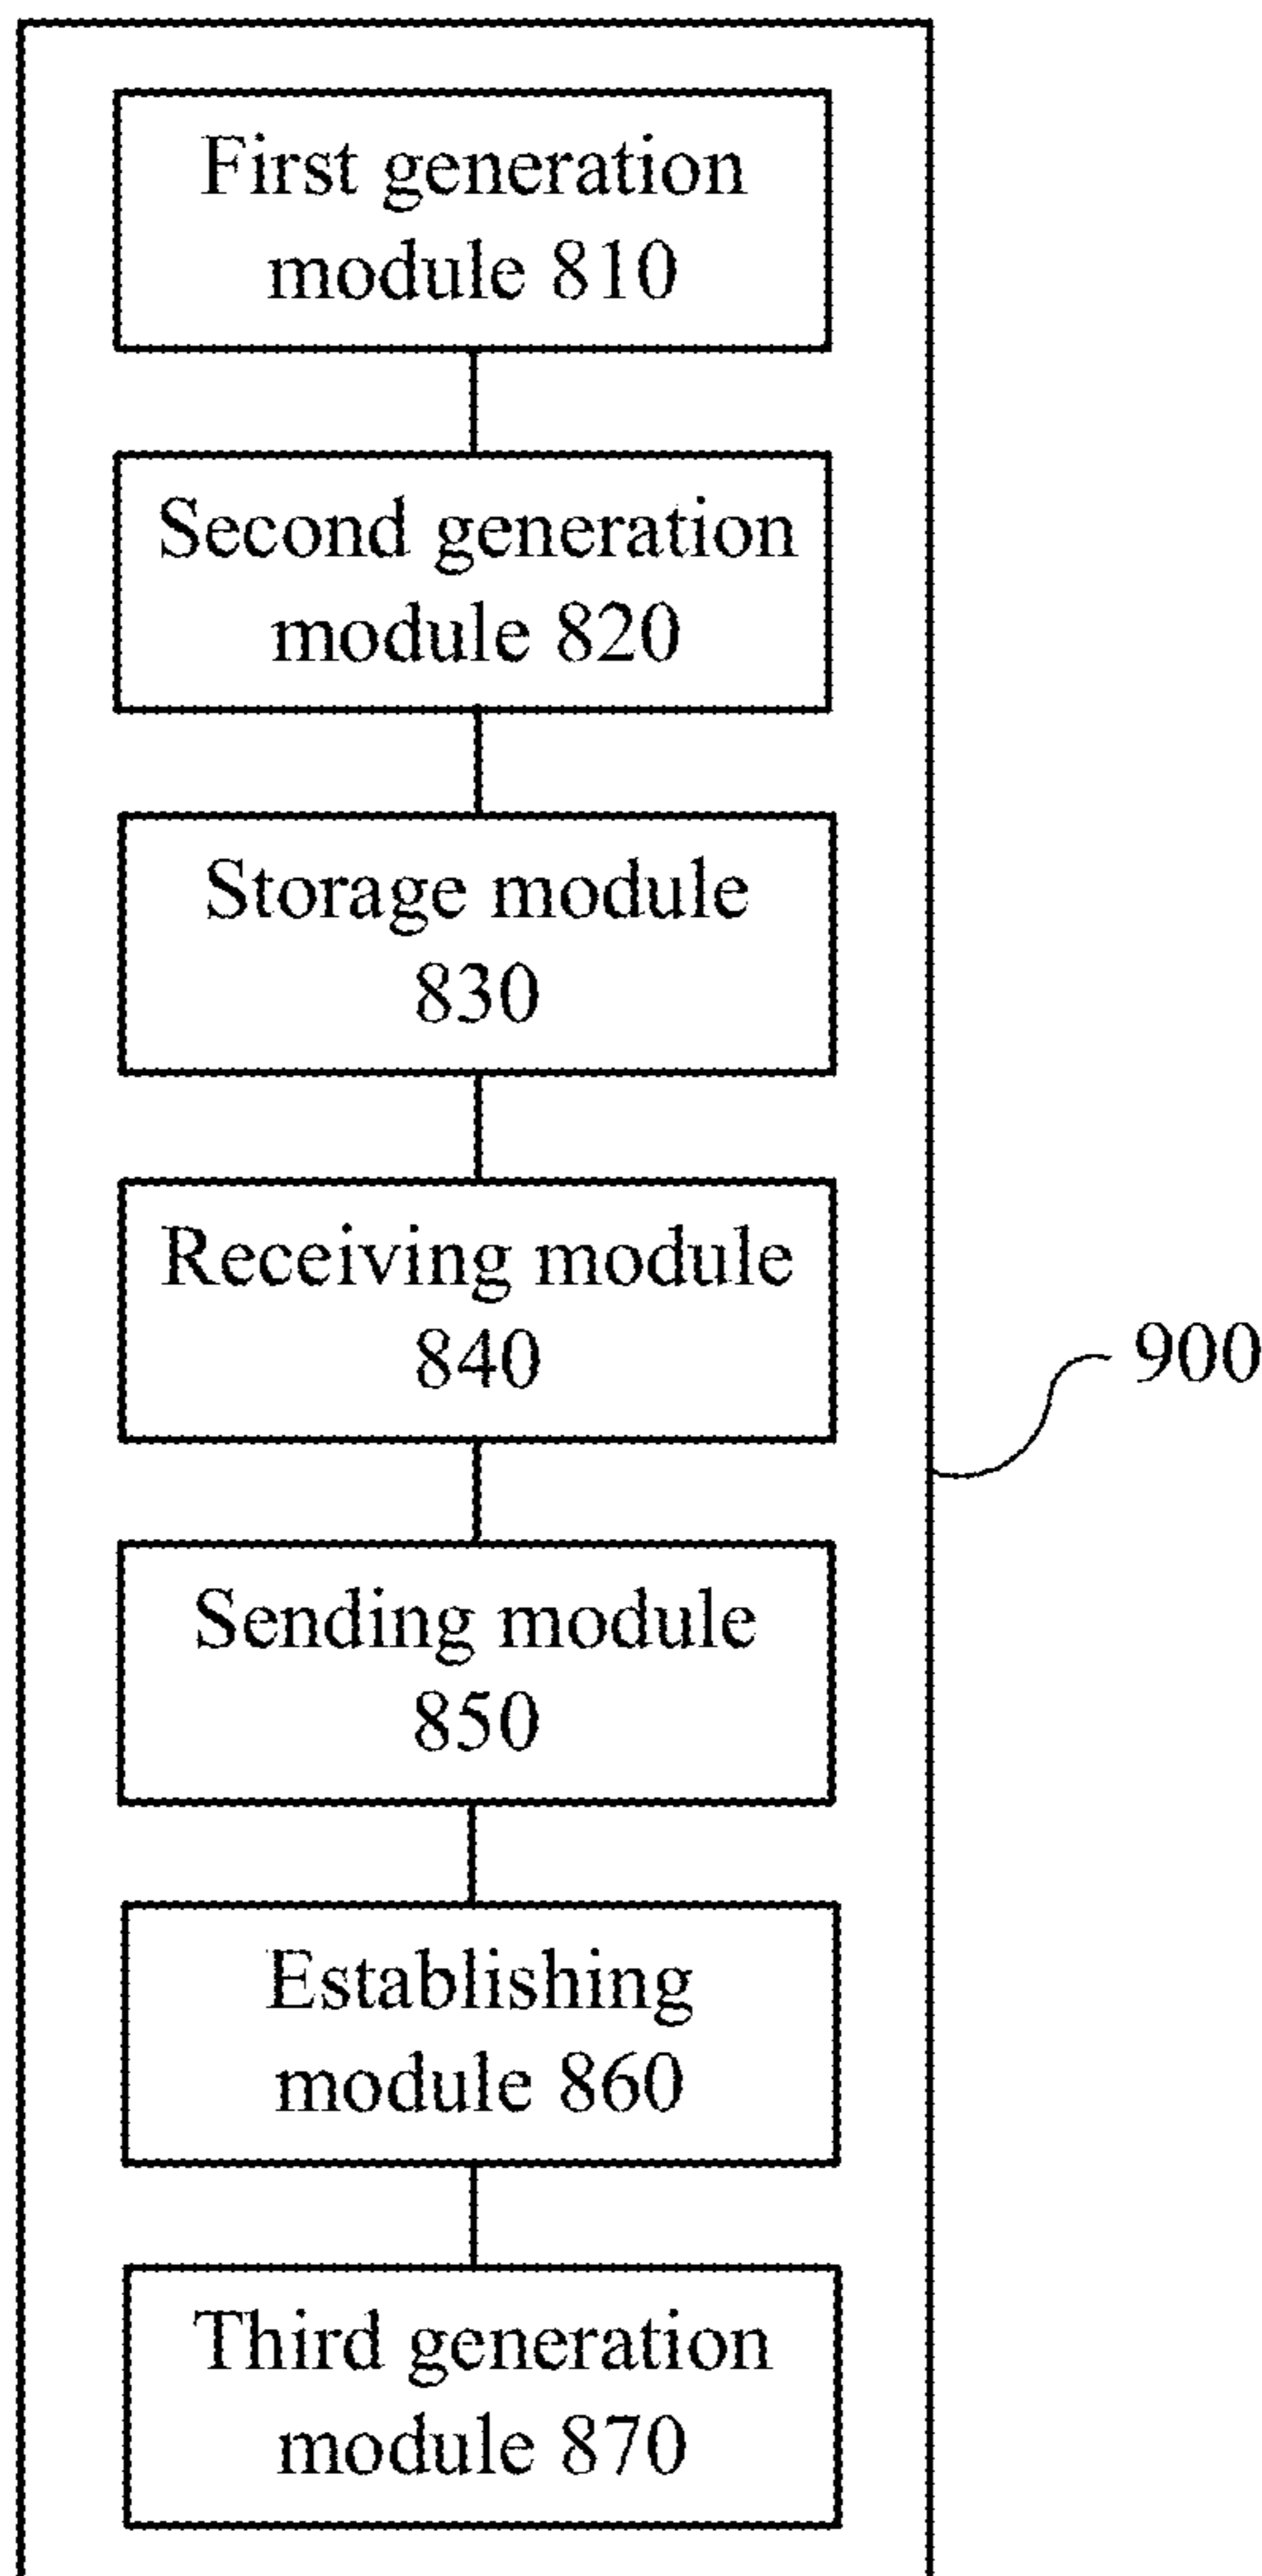 First generation
module 810
Second generation
module 820
Storage module
830
Receiving module
840
900
Sending module
850
Establishing
module 860
Third generation
module 870